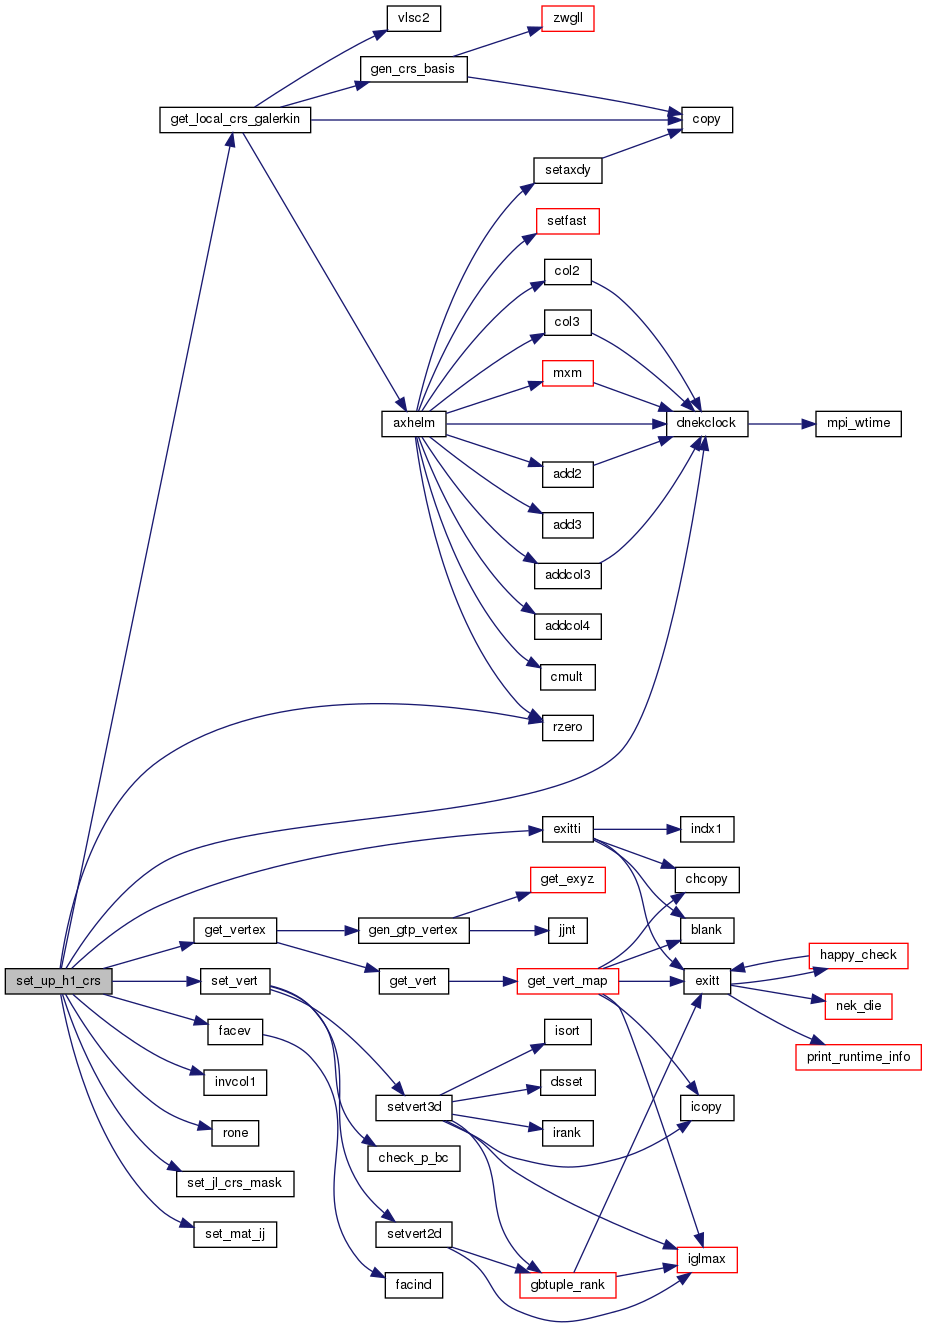 vlsc2
zwgll
gen_crs_basis
get_local_crs_galerkin
copy
setaxdy
setfast
col2
col3
mxm
axhelm
dnekclock
mpi_wtime
add2
add3
addcol3
addcol4
cmult
rzero
exitti
indx1
chcopy
get_exyz
get_vertex
gen_gtp_vertex
jjnt
blank
happy_check
set_up_h1_crs
set_vert
get_vert
get_vert_map
exitt
nek_die
facev
isort
print_runtime_info
invcol1
dsset
setvert3d
icopy
rone
irank
check_p_bc
set_jl_crs_mask
set_mat_ij
setvert2d
iglmax
facind
gbtuple_rank